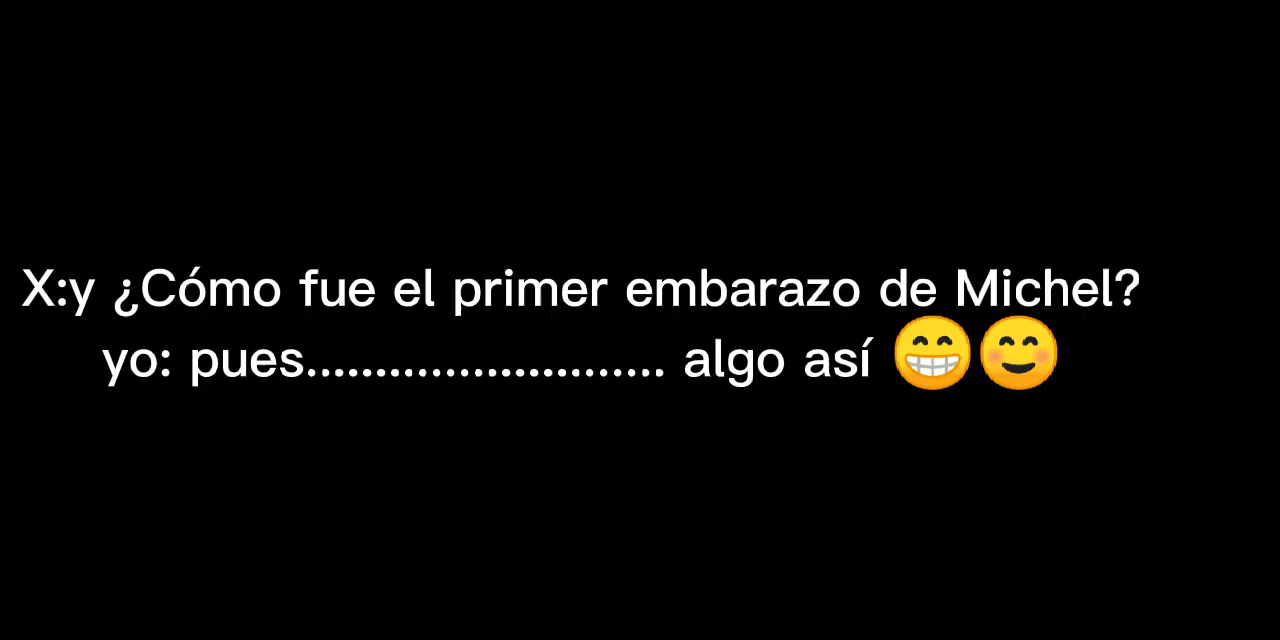 X:y ¿Cómo fue el primer embarazo de Michel?
yo: pues.......................... algo así 😁☺️